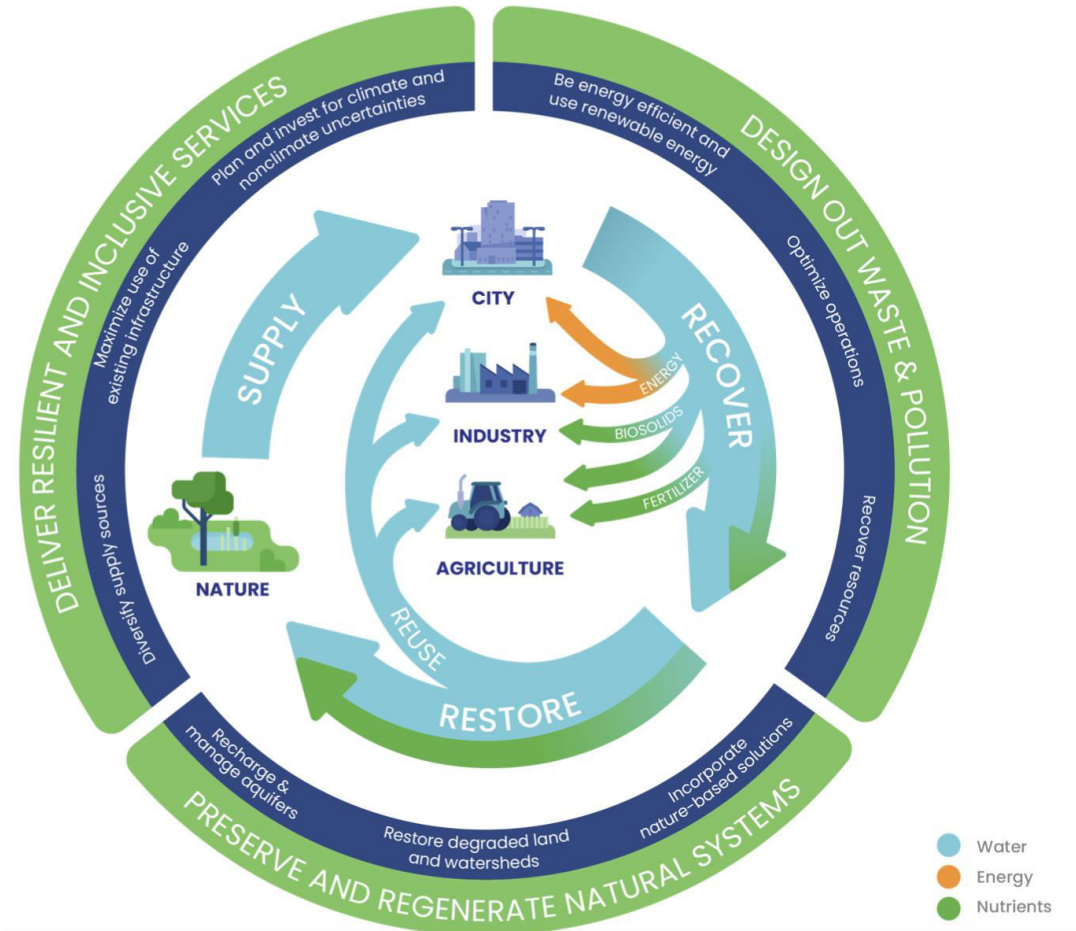 DELIVER RESILIENT AND INCLUSIVE SERVICES
Plan and invest for climate and
nonclimate uncertainties
Maximize use of
existing infrastructure
Diversify supply sources
DESIGN OUT WASTE & POLLUTION
Be energy efficient and
use renewable energy
Optimize operations
Recover resources
PRESERVE AND REGENERATE NATURAL SYSTEMS
Recharge &
manage aquifers
Restore degraded land
and watersheds
Incorporate
nature-based solutions
SUPPLY
CITY
RECOVER
ENERGY
INDUSTRY
BIOSOLIDS
FERTILIZER
AGRICULTURE
NATURE
REUSE
RESTORE
Water
Energy
Nutrients